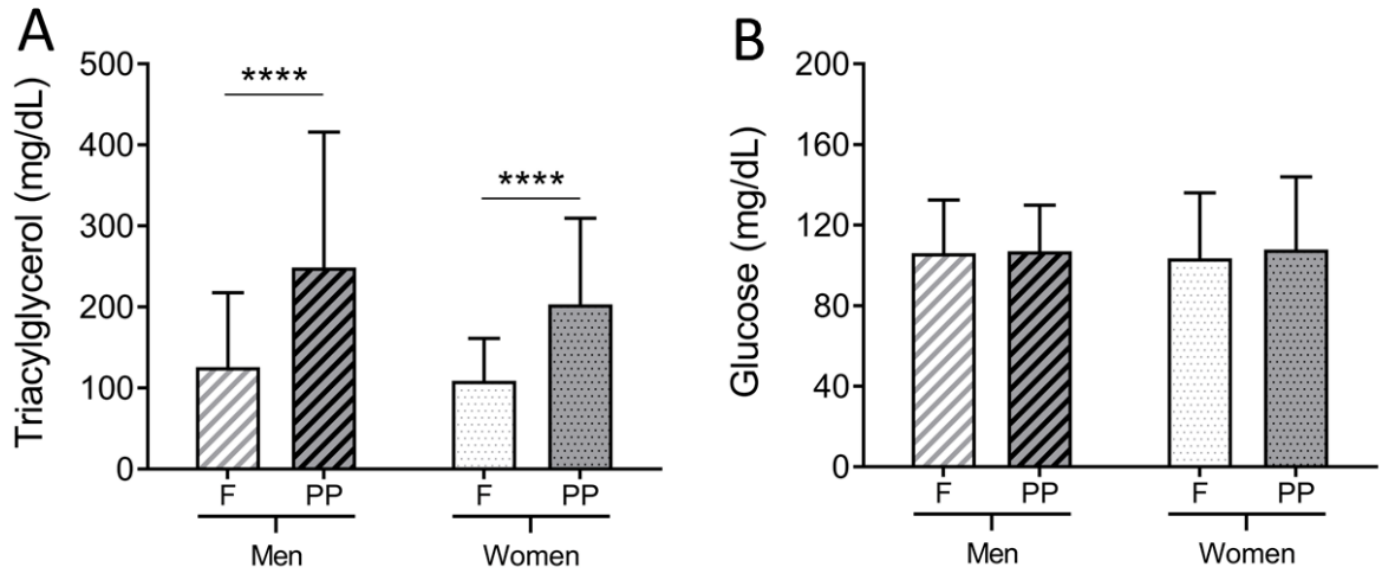 A
Triacylglycerol (mg/dL)
500
400
300
200
100
0
****
****
F PP F PP
Men Women
B
Glucose (mg/dL)
200
160
120
80
40
0
F PP F PP
Men Women